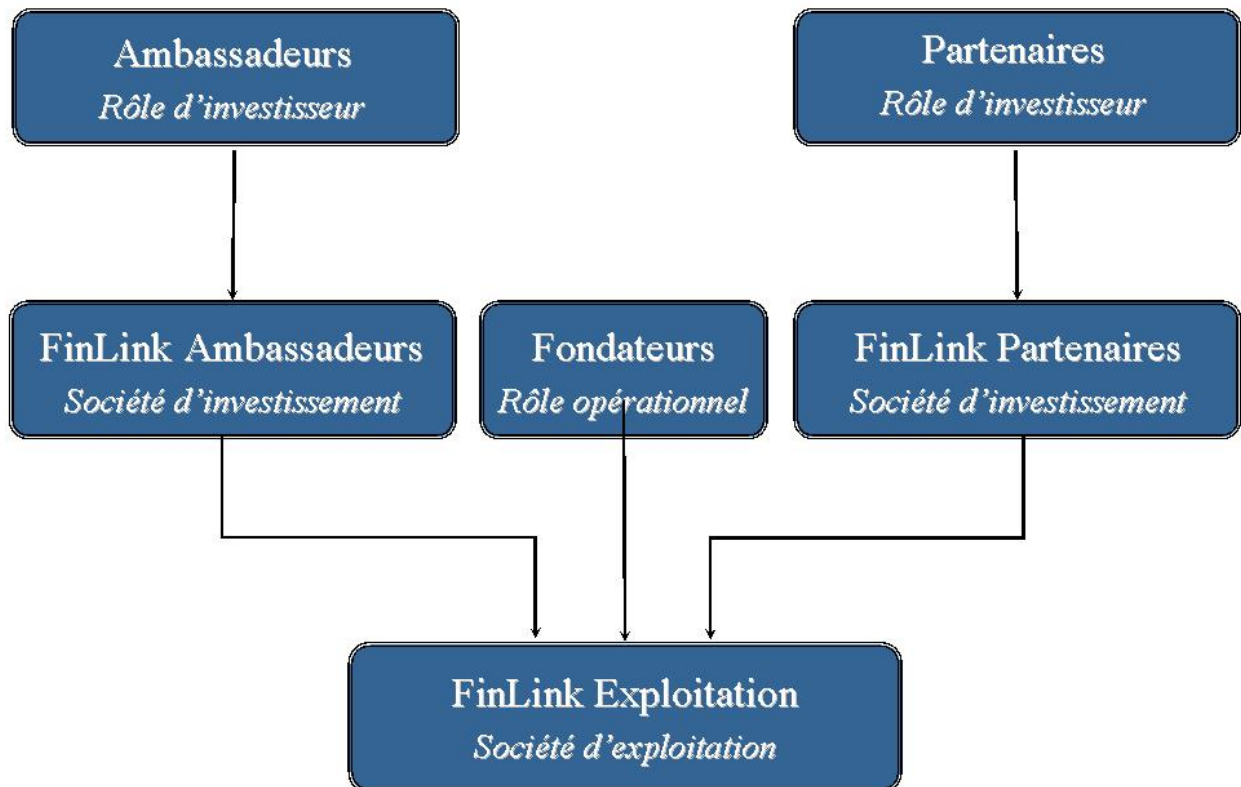 Ambassadeurs
Rôle d’investisseur
Partenaires
Rôle d’investisseur
FinLink Ambassadeurs
Société d’investissement
Fondateurs
Rôle opérationnel
FinLink Partenaires
Société d’investissement
FinLink Exploitation
Société d’exploitation